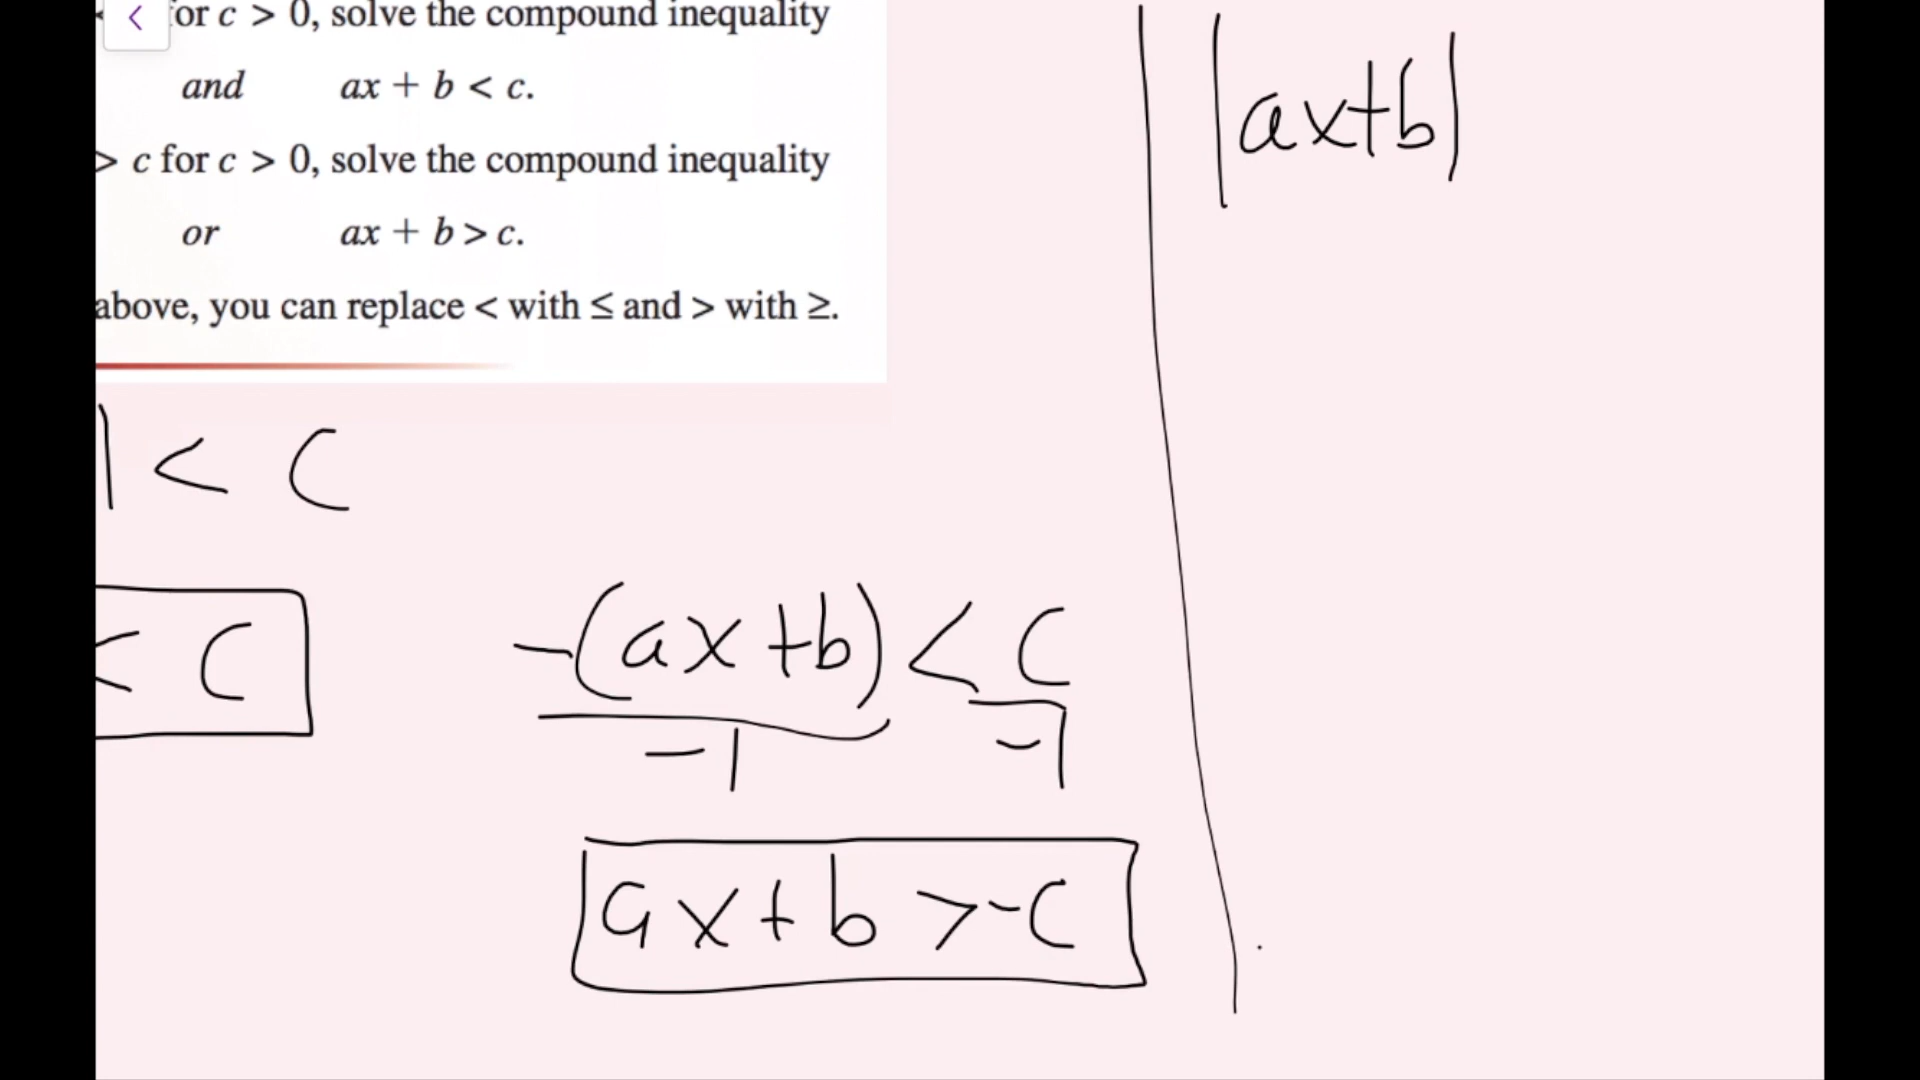 for c > 0, solve the compound inequality
and ax + b < c.
> c for c > 0, solve the compound inequality
or ax + b > c.
above, you can replace < with ≤ and > with ≥.
| < C
< C
-(ax + b) < C
-1 -1
ax + b > -C
|ax+b|